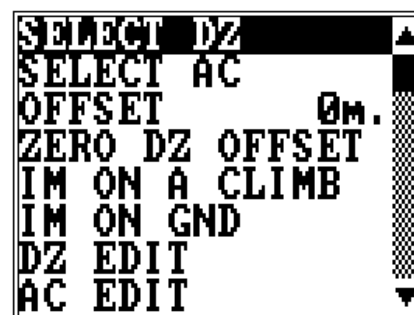 SELECT DZ
SELECT AC
OFFSET 0m.
ZERO DZ OFFSET
IM ON A CLIMB
IM ON GND
DZ EDIT
AC EDIT